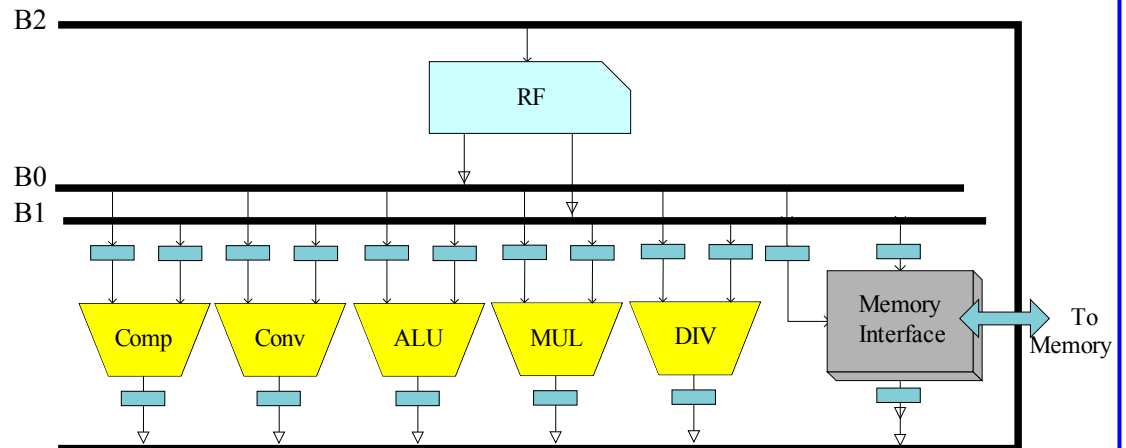 B2
RF
B0
B1
Comp
Conv
ALU
MUL
DIV
Memory
Interface
To
Memory